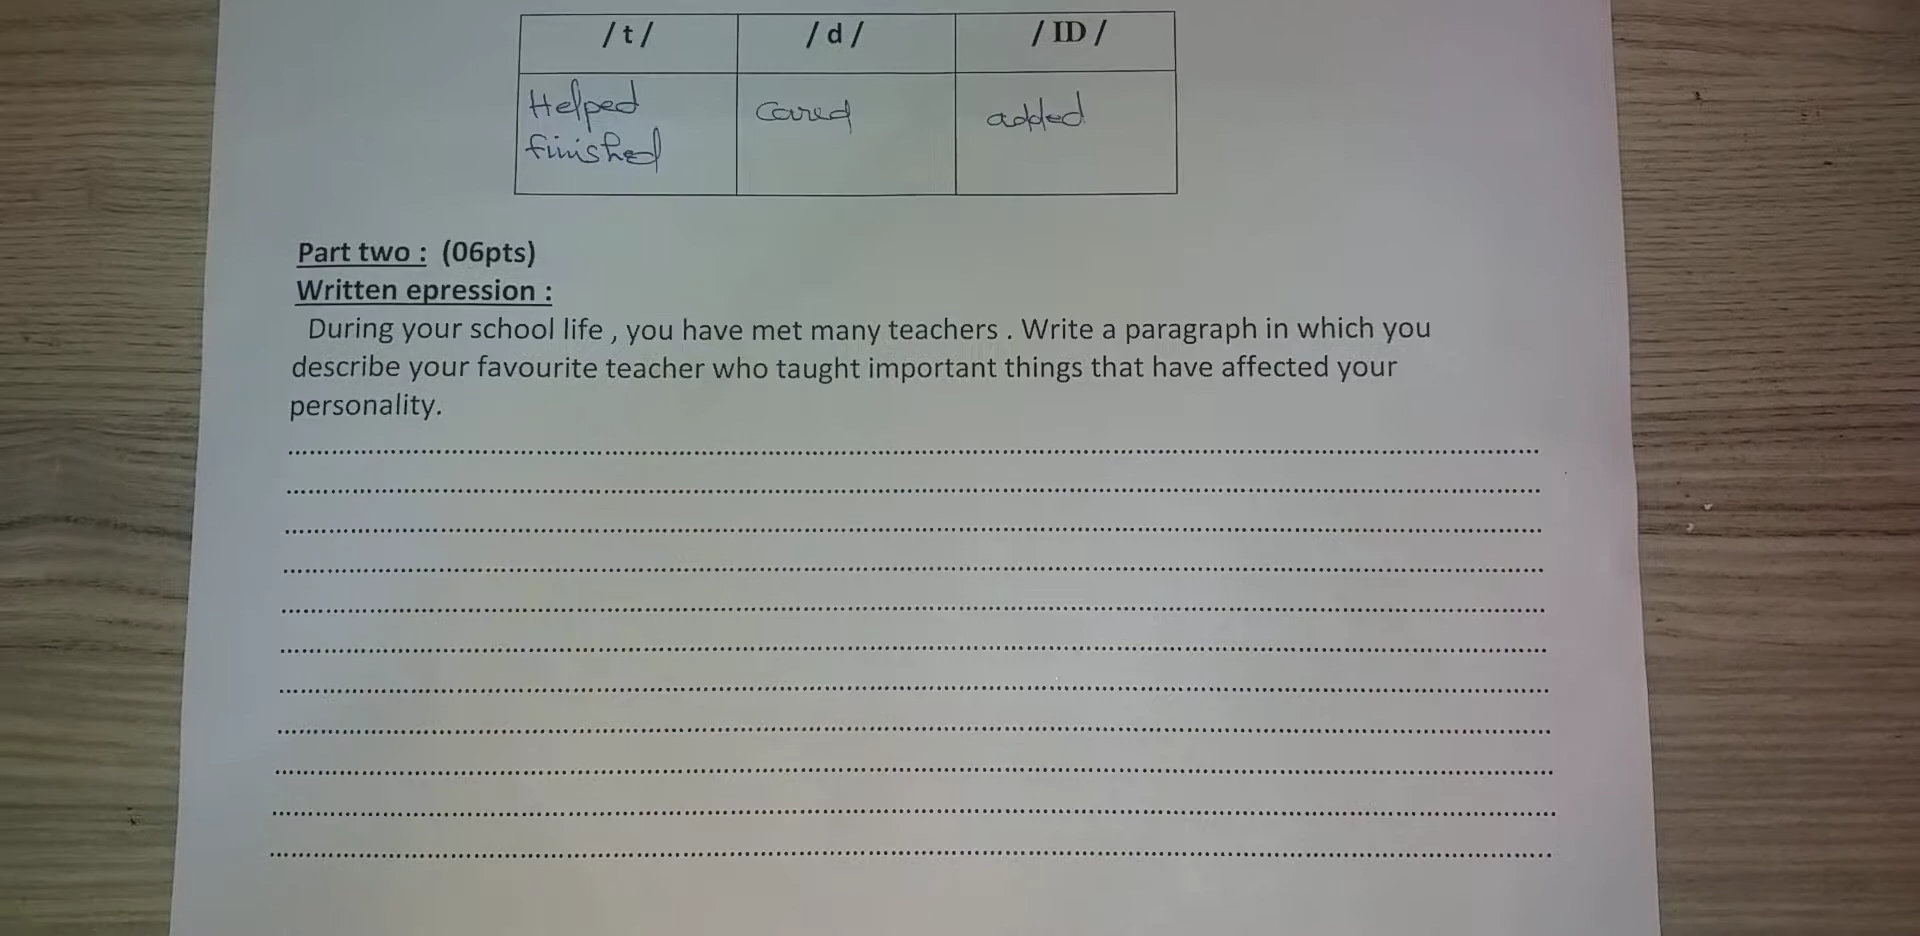 / t / / d / / ID /
Helped cared added
finished
Part two : (06pts)
Written epression :
During your school life , you have met many teachers . Write a paragraph in which you
describe your favourite teacher who taught important things that have affected your
personality.